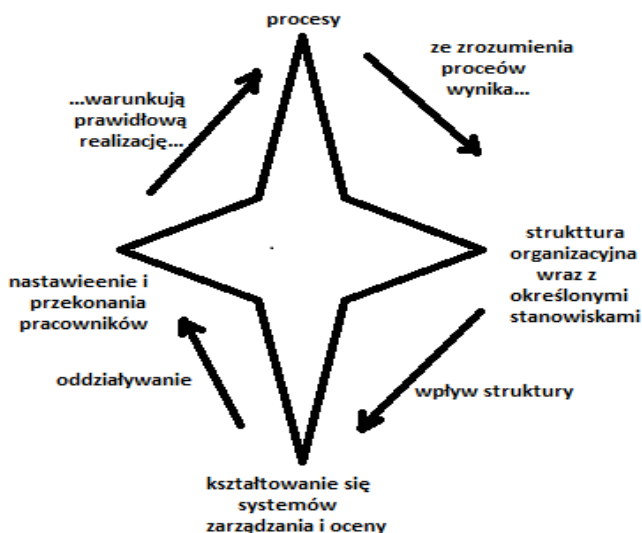 procesy
ze zrozumienia
proceów
wynika...
...warunkują
prawidłową
realizację...
strukttura
organizacyjna
wraz z
określonymi
stanowiskami
nastawieenie i
przekonania
pracowników
oddziaływanie
wpływ struktury
kształtowanie się
systemów
zarządzania i oceny